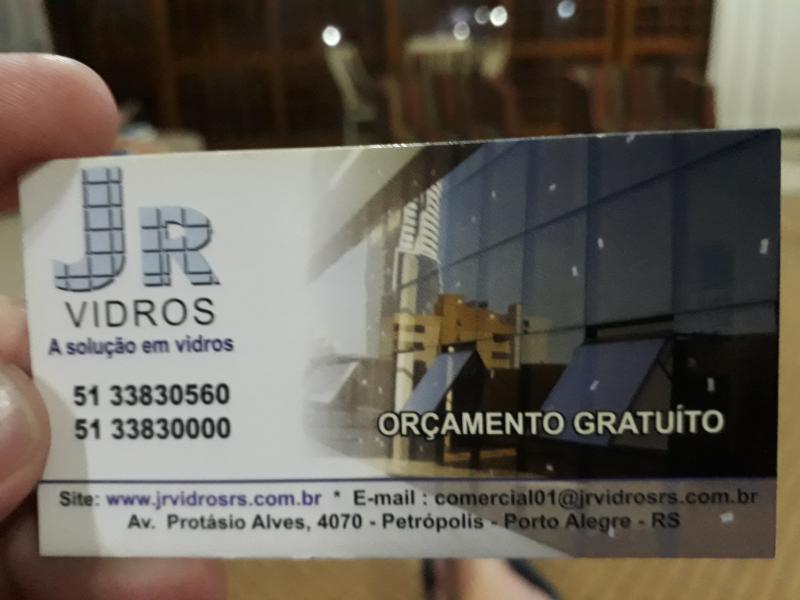 JR
VIDROS
A solução em vidros
51 33830560
51 33830000
ORÇAMENTO GRATUÍTO
Site: www.jrvidrosrs.com.br * E-mail : comercial01@jrvidrosrs.com.br
Av. Protásio Alves, 4070 - Petrópolis - Porto Alegre - RS